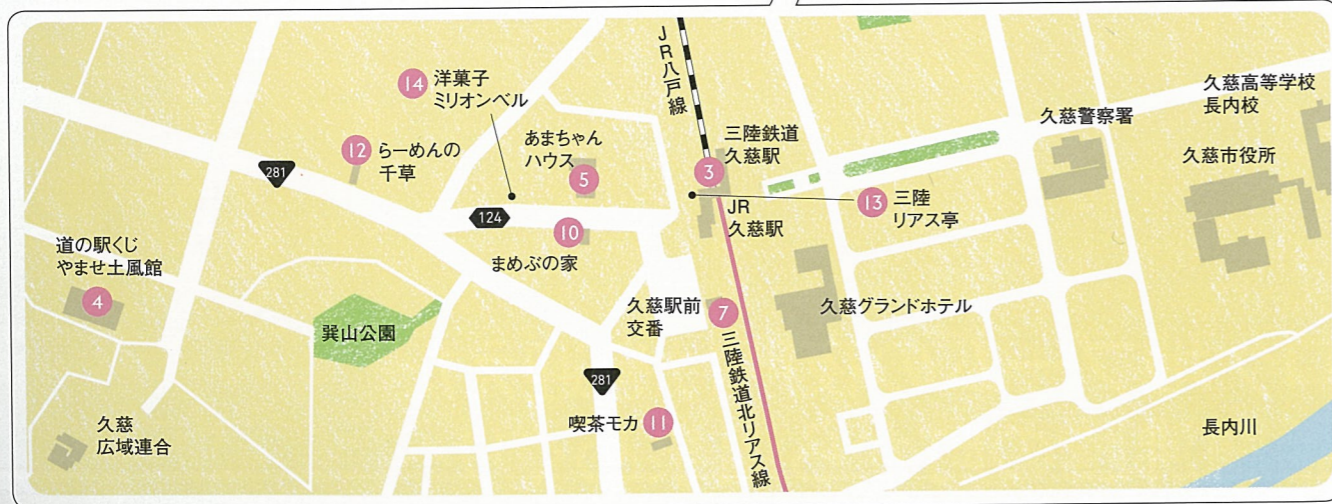 JR八戸線
14
洋菓子
ミリオンベル
あまちゃん
ハウス
5
12
らーめんの
千草
281
124
10
まめぶの家
三陸鉄道
久慈駅
3
JR
久慈駅
13
三陸
リアス亭
久慈警察署
久慈高等学校
長内校
久慈市役所
道の駅くじ
やませ土風館
4
巽山公園
久慈駅前
交番
7
三陸鉄道北リアス線
久慈グランドホテル
281
喫茶モカ
11
久慈
広域連合
長内川